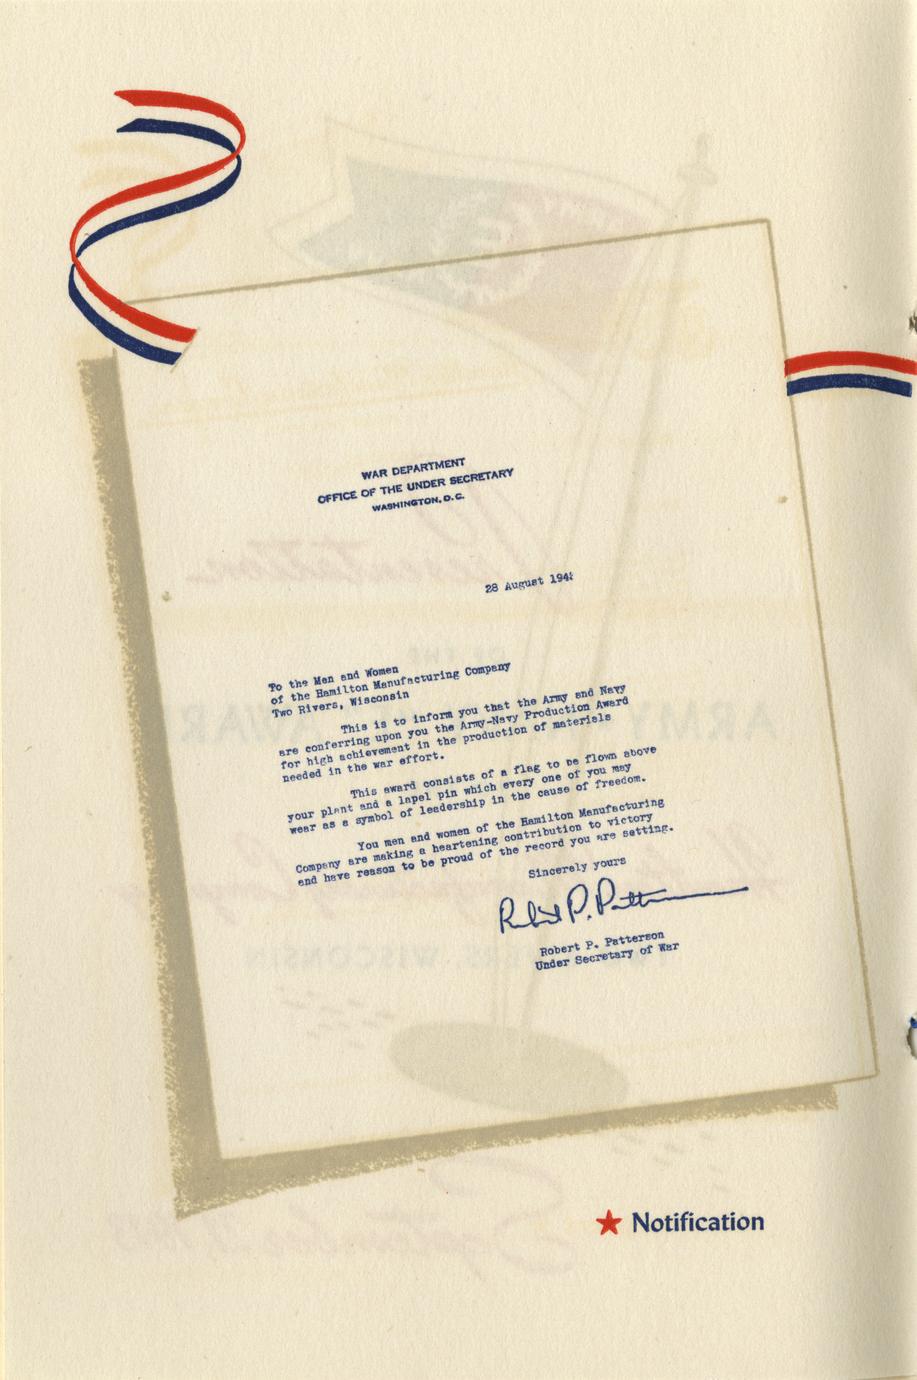 WAR DEPARTMENT
OFFICE OF THE UNDER SECRETARY
WASHINGTON, D.C.
28 August
To the Men and Women
of the Hamilton Manufacturing Company
Two Rivers, Wisconsin
This is to inform you that the Army and Navy
are conferring upon you the Army-Navy Production Award
for high achievement in the production of materials
needed in the war effort.
This award consists of a flag to be flown above
your plant and a lapel pin which every one of you may
wear as a symbol of leadership in the cause of freedom.
You men and women of the Hamilton Manufacturing
Company are making a heartening contribution to victory
and have reason to be proud of the record you are setting.
Sincerely yours
Robert P. Patterson
Robert P. Patterson
Under Secretary of War
Notification